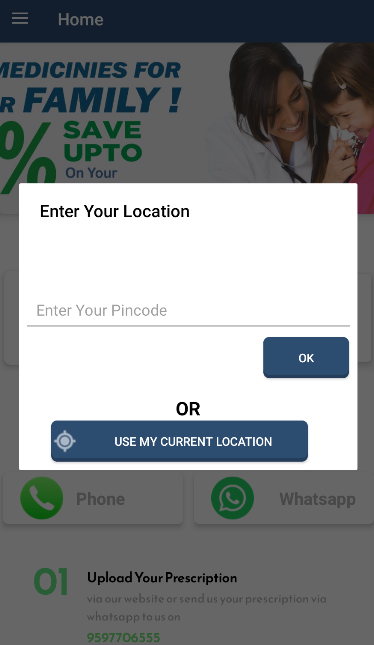 Home
MEDICINIES FOR
R FAMILY !
%
SAVE
UPTO
On Your
Enter Your Location
Enter Your Pincode
OK
OR
USE MY CURRENT LOCATION
Phone
Whatsapp
01
Upload Your Prescription
via our website or send us your prescription via
whatsapp to us on
9597706555